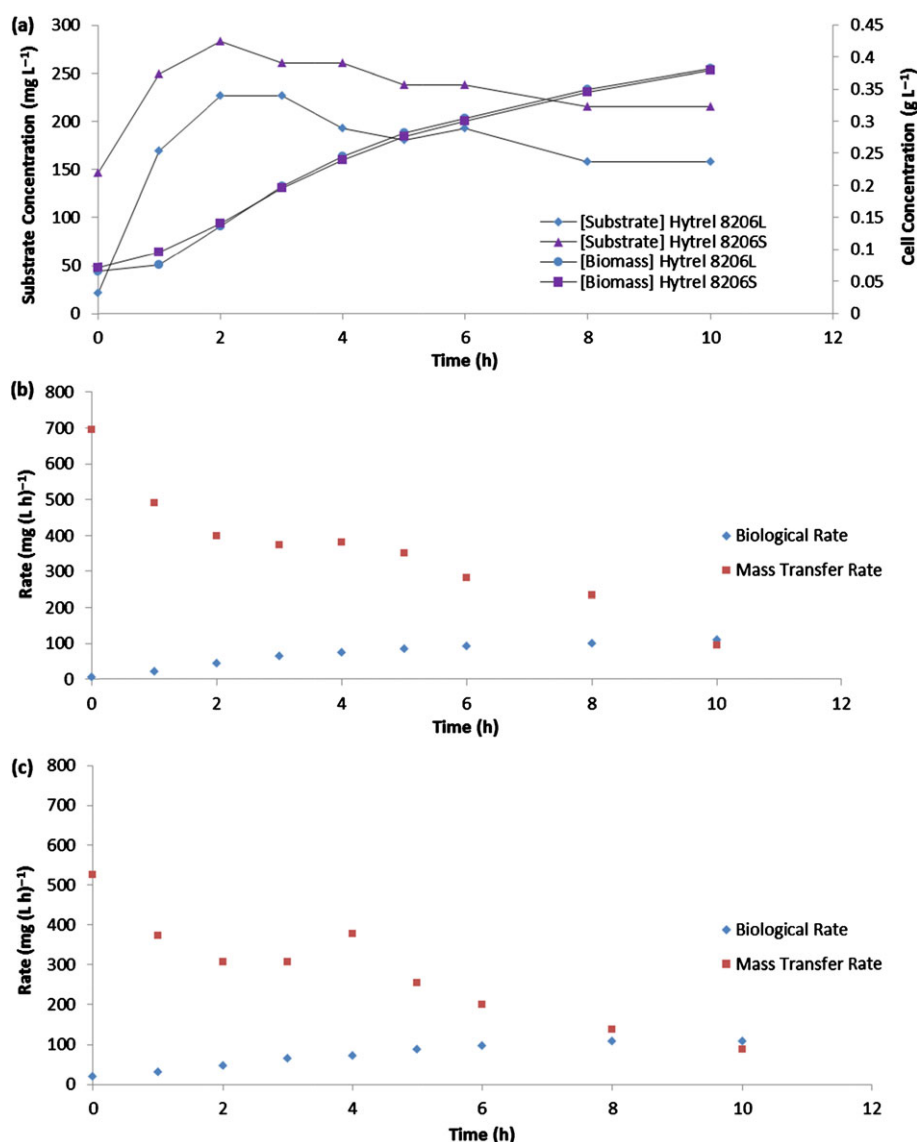 (a)
300
250
200
150
100
50
0
Substrate Concentration (mg L⁻¹)
0.45
0.4
0.35
0.3
0.25
0.2
0.15
0.1
0.05
0
Cell Concentration (g L⁻¹)
[Substrate] Hytrel 8206L
[Substrate] Hytrel 8206S
[Biomass] Hytrel 8206L
[Biomass] Hytrel 8206S
0 2 4 6 8 10 12
Time (h)
(b)
800
700
600
500
400
300
200
100
0
Rate (mg (L h)⁻¹)
Biological Rate
Mass Transfer Rate
0 2 4 6 8 10 12
Time (h)
(c)
800
700
600
500
400
300
200
100
0
Rate (mg (L h)⁻¹)
Biological Rate
Mass Transfer Rate
0 2 4 6 8 10 12
Time (h)